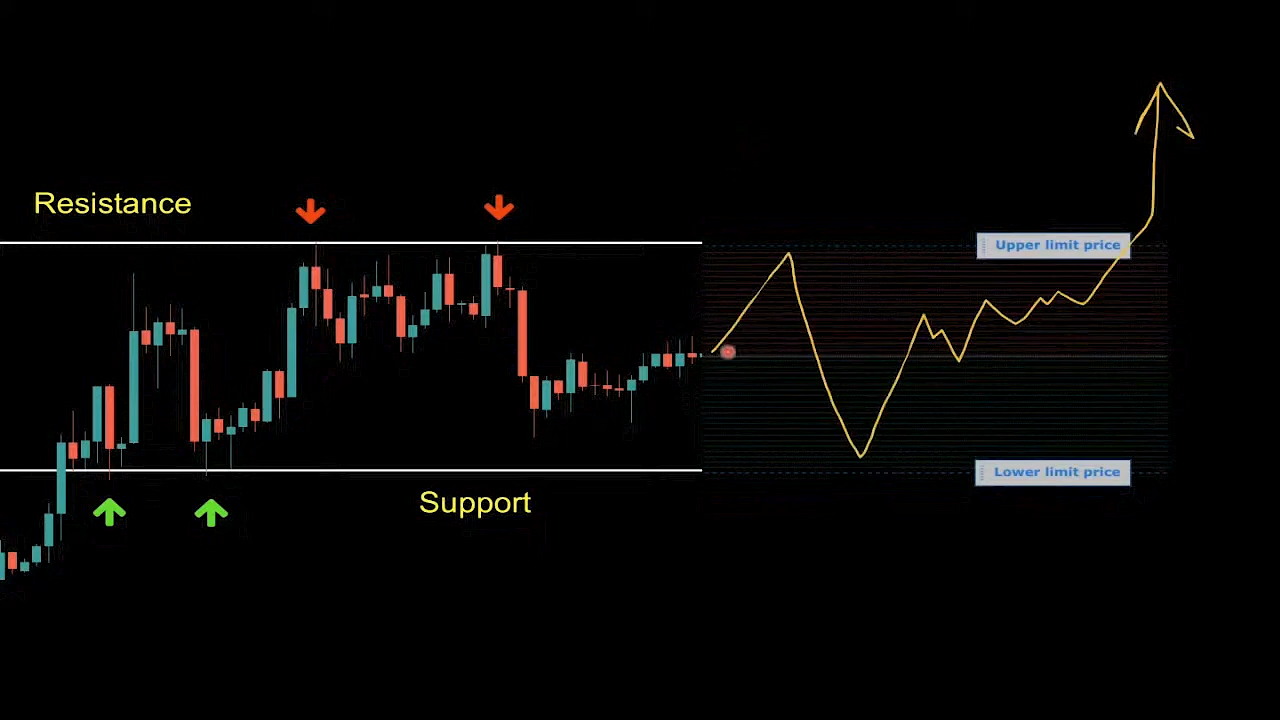 Resistance
Upper limit price
Lower limit price
Support